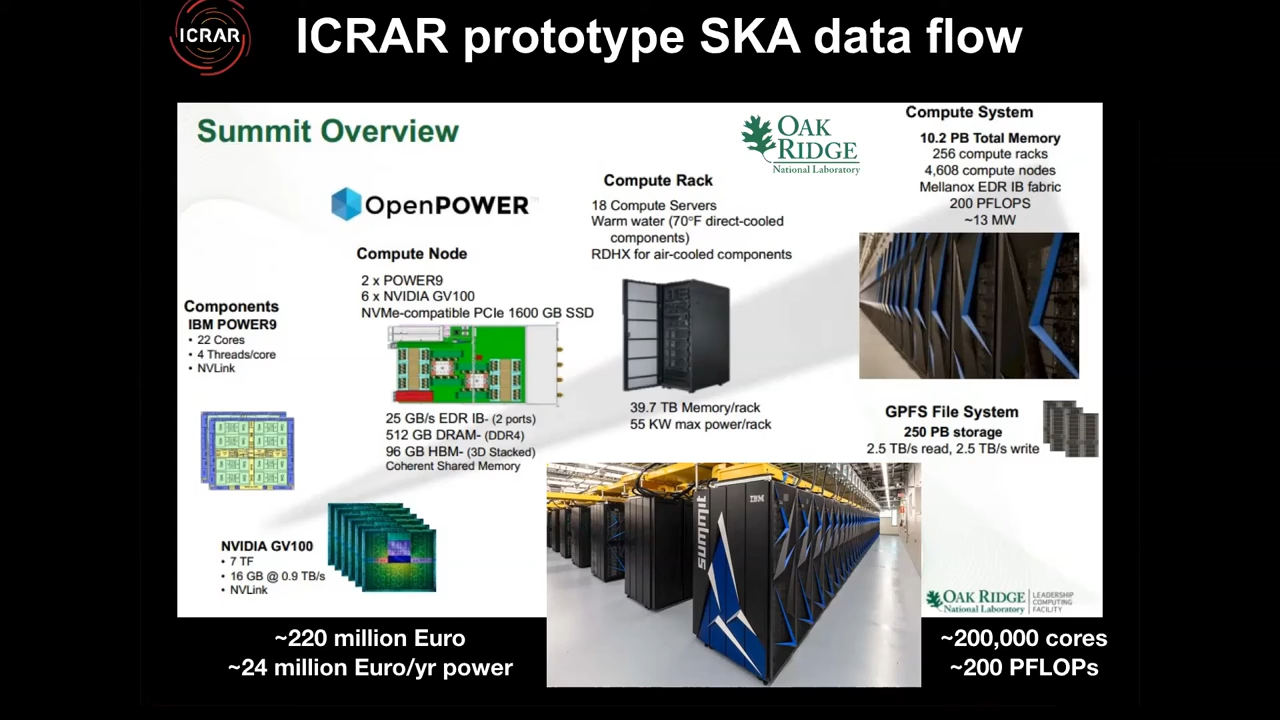 ICRAR
ICRAR prototype SKA data flow
Summit Overview
OpenPOWER
OAK
RIDGE
National Laboratory
Components
IBM POWER9
• 22 Cores
• 4 Threads/core
• NVLink
NVIDIA GV100
• 7 TF
• 16 GB @ 0.9 TB/s
• NVLink
Compute Node
2 x POWER9
6 x NVIDIA GV100
NVMe-compatible PCIe 1600 GB SSD
25 GB/s EDR IB- (2 ports)
512 GB DRAM- (DDR4)
96 GB HBM- (3D Stacked)
Coherent Shared Memory
Compute Rack
18 Compute Servers
Warm water (70°F direct-cooled
components)
RDHX for air-cooled components
39.7 TB Memory/rack
55 KW max power/rack
Compute System
10.2 PB Total Memory
256 compute racks
4,608 compute nodes
Mellanox EDR IB fabric
200 PFLOPS
~13 MW
GPFS File System
250 PB storage
2.5 TB/s read, 2.5 TB/s write
summit
IBM
OAK RIDGE
National Laboratory
LEADERSHIP
COMPUTING
FACILITY
~220 million Euro
~24 million Euro/yr power
~200,000 cores
~200 PFLOPs